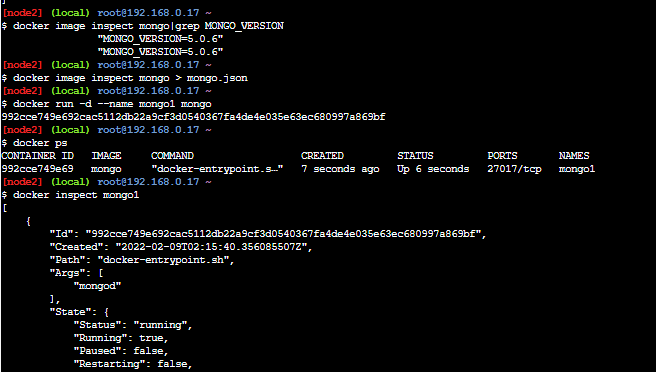 ]
[node2] (local) root@192.168.0.17 ~
$ docker image inspect mongo|grep MONGO_VERSION
"MONGO_VERSION=5.0.6"
"MONGO_VERSION=5.0.6"
[node2] (local) root@192.168.0.17 ~
$ docker image inspect mongo > mongo.json
[node2] (local) root@192.168.0.17 ~
$ docker run -d --name mongo1 mongo
992cce749e692cac5112db22a9cf3d0540367fa4de4e035e63ec680997a869bf
[node2] (local) root@192.168.0.17 ~
$ docker ps
CONTAINER ID IMAGE COMMAND CREATED STATUS PORTS NAMES
992cce749e69 mongo "docker-entrypoint.s…" 7 seconds ago Up 6 seconds 27017/tcp mongo1
[node2] (local) root@192.168.0.17 ~
$ docker inspect mongo1
[
{
"Id": "992cce749e692cac5112db22a9cf3d0540367fa4de4e035e63ec680997a869bf",
"Created": "2022-02-09T02:15:40.356085507Z",
"Path": "docker-entrypoint.sh",
"Args": [
"mongod"
],
"State": {
"Status": "running",
"Running": true,
"Paused": false,
"Restarting": false,